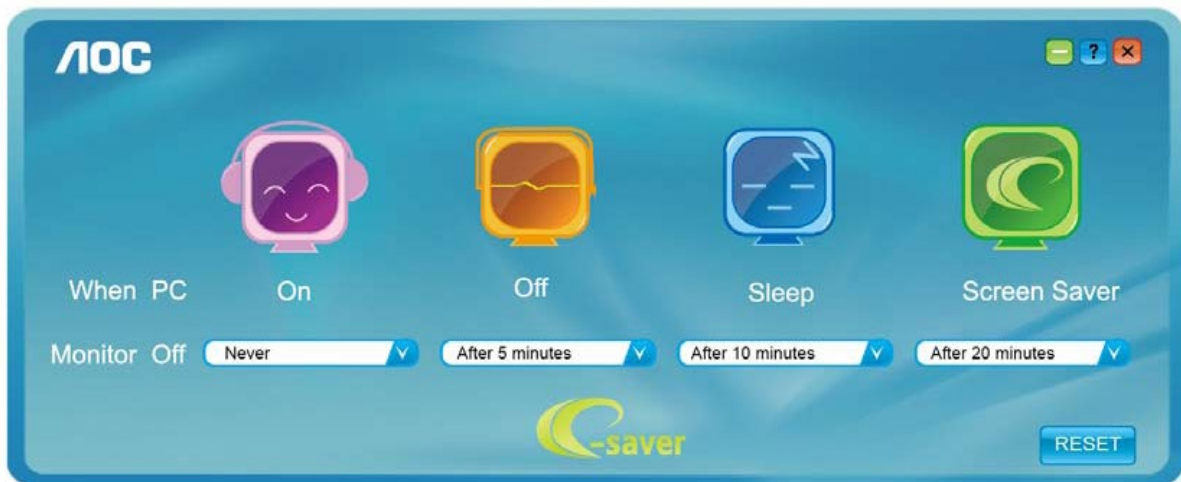 AOC
?
When PC On Off Sleep Screen Saver
Monitor Off Never After 5 minutes After 10 minutes After 20 minutes
e-saver
RESET